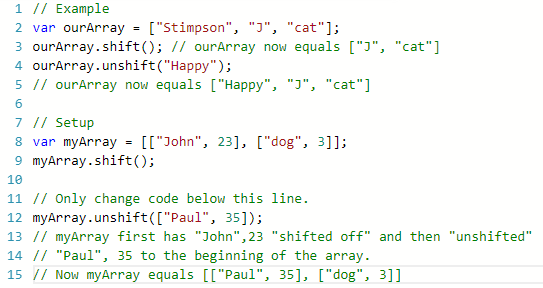 1 // Example
2 var ourArray = ["Stimpson", "J", "cat"];
3 ourArray.shift(); // ourArray now equals ["J", "cat"]
4 ourArray.unshift("Happy");
5 // ourArray now equals ["Happy", "J", "cat"]
6
7 // Setup
8 var myArray = [["John", 23], ["dog", 3]];
9 myArray.shift();
10
11 // Only change code below this line.
12 myArray.unshift(["Paul", 35]);
13 // myArray first has "John",23 "shifted off" and then "unshifted"
14 // "Paul", 35 to the beginning of the array.
15 // Now myArray equals [["Paul", 35], ["dog", 3]]